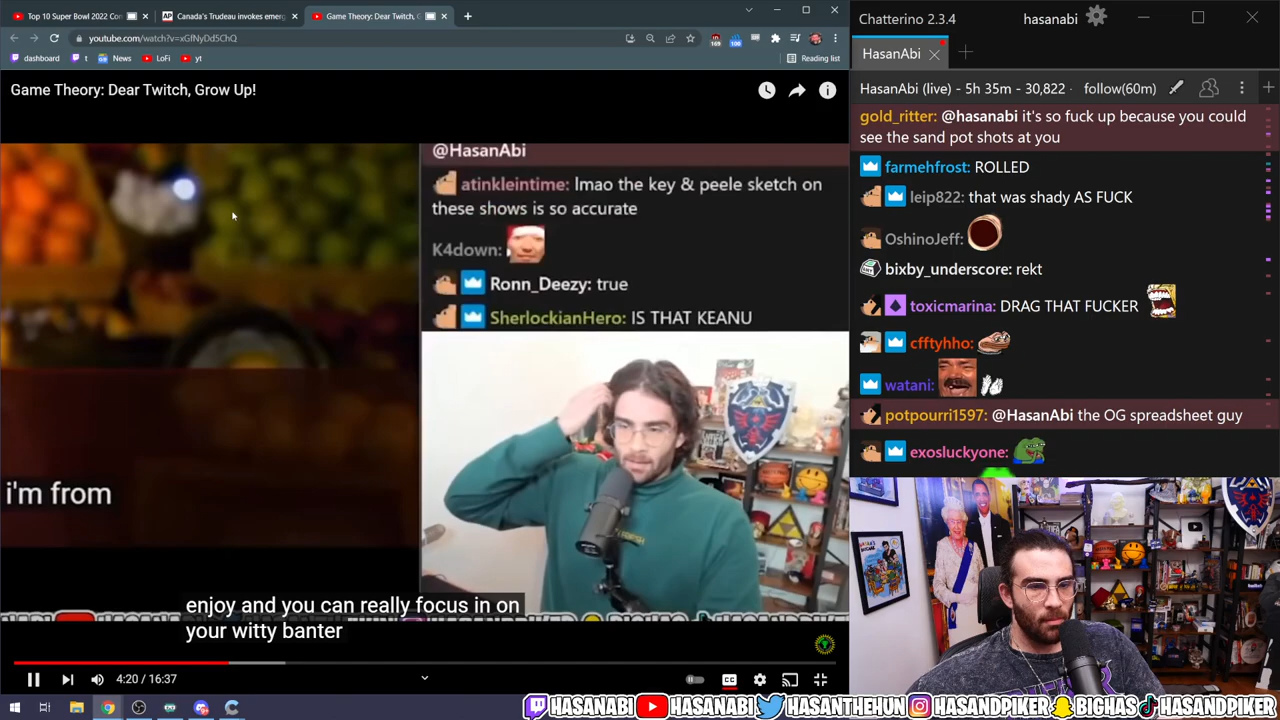 Top 10 Super Bowl 2022 Co
Canada's Trudeau invokes emer
Game Theory: Dear Twitch, G
youtube.com/watch?v=xGfNyDd5ChQ
169
100
dashboard
t
News
LoFi
yt
Reading list
Game Theory: Dear Twitch, Grow Up!
@HasanAbi
atinkleintime: lmao the key & peele sketch on
these shows is so accurate
K4down:
Ronn_Deezy: true
SherlockianHero: IS THAT KEANU
i'm from
enjoy and you can really focus in on
your witty banter
4:20 / 16:37
Chatterino 2.3.4
hasanabi
HasanAbi
HasanAbi (live) - 5h 35m - 30,822
follow(60m)
gold_ritter: @hasanabi it's so fuck up because you could
see the sand pot shots at you
farmehfrost: ROLLED
leip822: that was shady AS FUCK
OshinoJeff:
bixby_underscore: rekt
toxicmarina: DRAG THAT FUCKER
cfftyhho:
watani:
potpourri1597: @HasanAbi the OG spreadsheet guy
exosluckyone:
HASANABI
HASANABI
HASANTHEHUN
HASANDPIKER
BIGHAS
HASANDPIKER